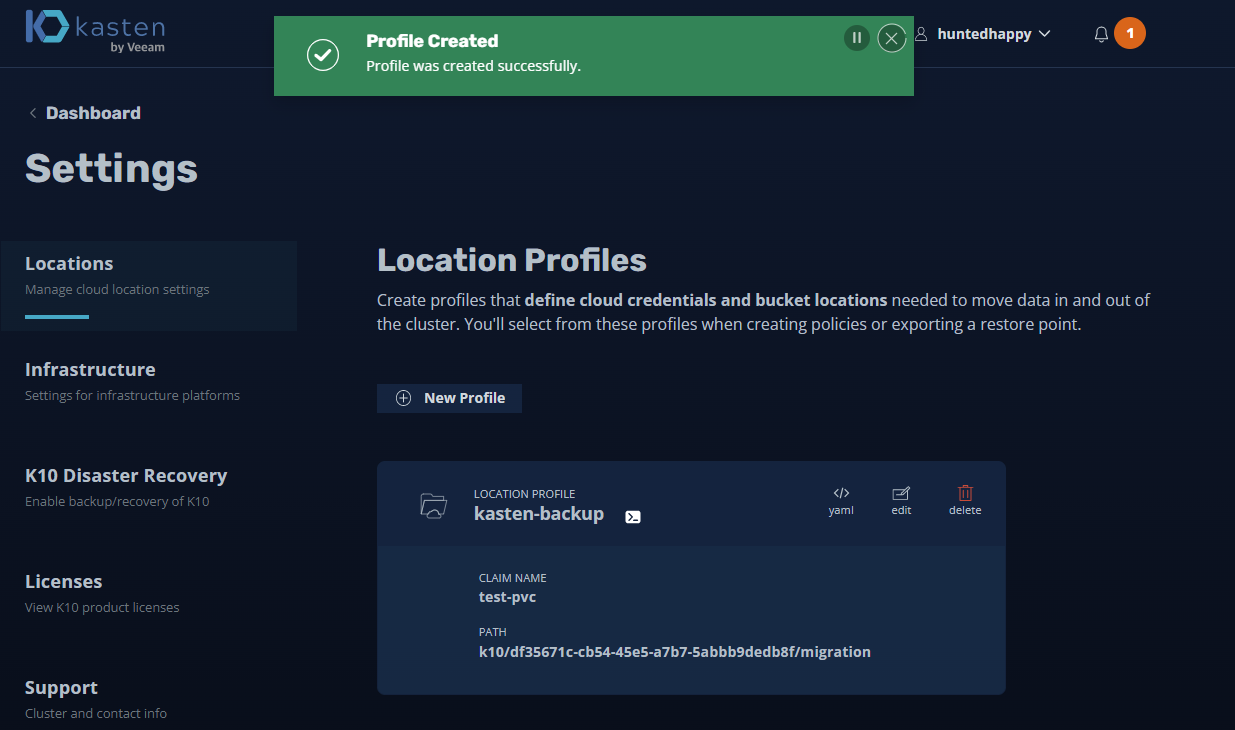 kasten
by Veeam
Profile Created
Profile was created successfully.
huntedhappy
1
Dashboard
Settings
Locations
Manage cloud location settings
Infrastructure
Settings for infrastructure platforms
K10 Disaster Recovery
Enable backup/recovery of K10
Licenses
View K10 product licenses
Support
Cluster and contact info
Location Profiles
Create profiles that define cloud credentials and bucket locations needed to move data in and out of
the cluster. You'll select from these profiles when creating policies or exporting a restore point.
New Profile
LOCATION PROFILE
kasten-backup
yaml
edit
delete
CLAIM NAME
test-pvc
PATH
k10/df35671c-cb54-45e5-a7b7-5abbb9dedb8f/migration